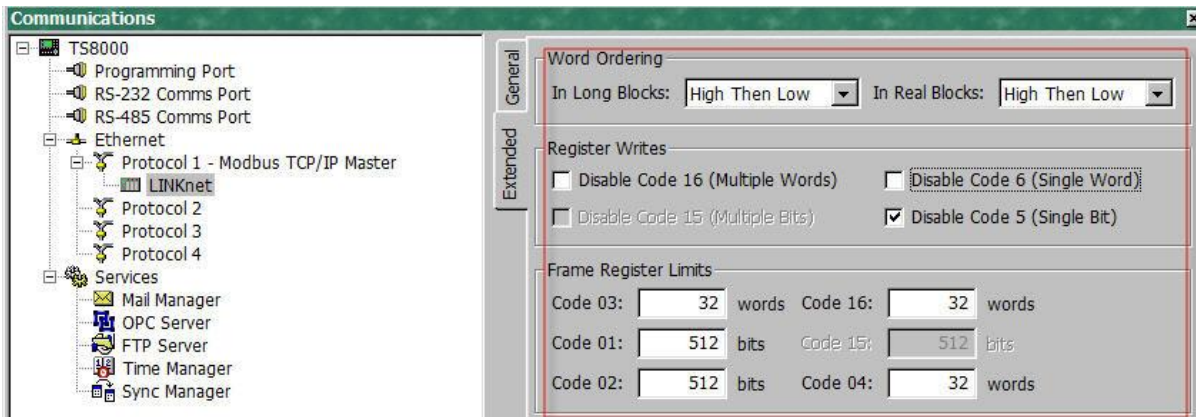 Communications
TS8000
Programming Port
RS-232 Comms Port
RS-485 Comms Port
Ethernet
Protocol 1 - Modbus TCP/IP Master
LINKnet
Protocol 2
Protocol 3
Protocol 4
Services
Mail Manager
OPC Server
FTP Server
Time Manager
Sync Manager
General
Extended
Word Ordering
In Long Blocks: High Then Low In Real Blocks: High Then Low
Register Writes
Disable Code 16 (Multiple Words) Disable Code 6 (Single Word)
Disable Code 15 (Multiple Bits) Disable Code 5 (Single Bit)
Frame Register Limits
Code 03: 32 words Code 16: 32 words
Code 01: 512 bits Code 15: 512 bits
Code 02: 512 bits Code 04: 32 words